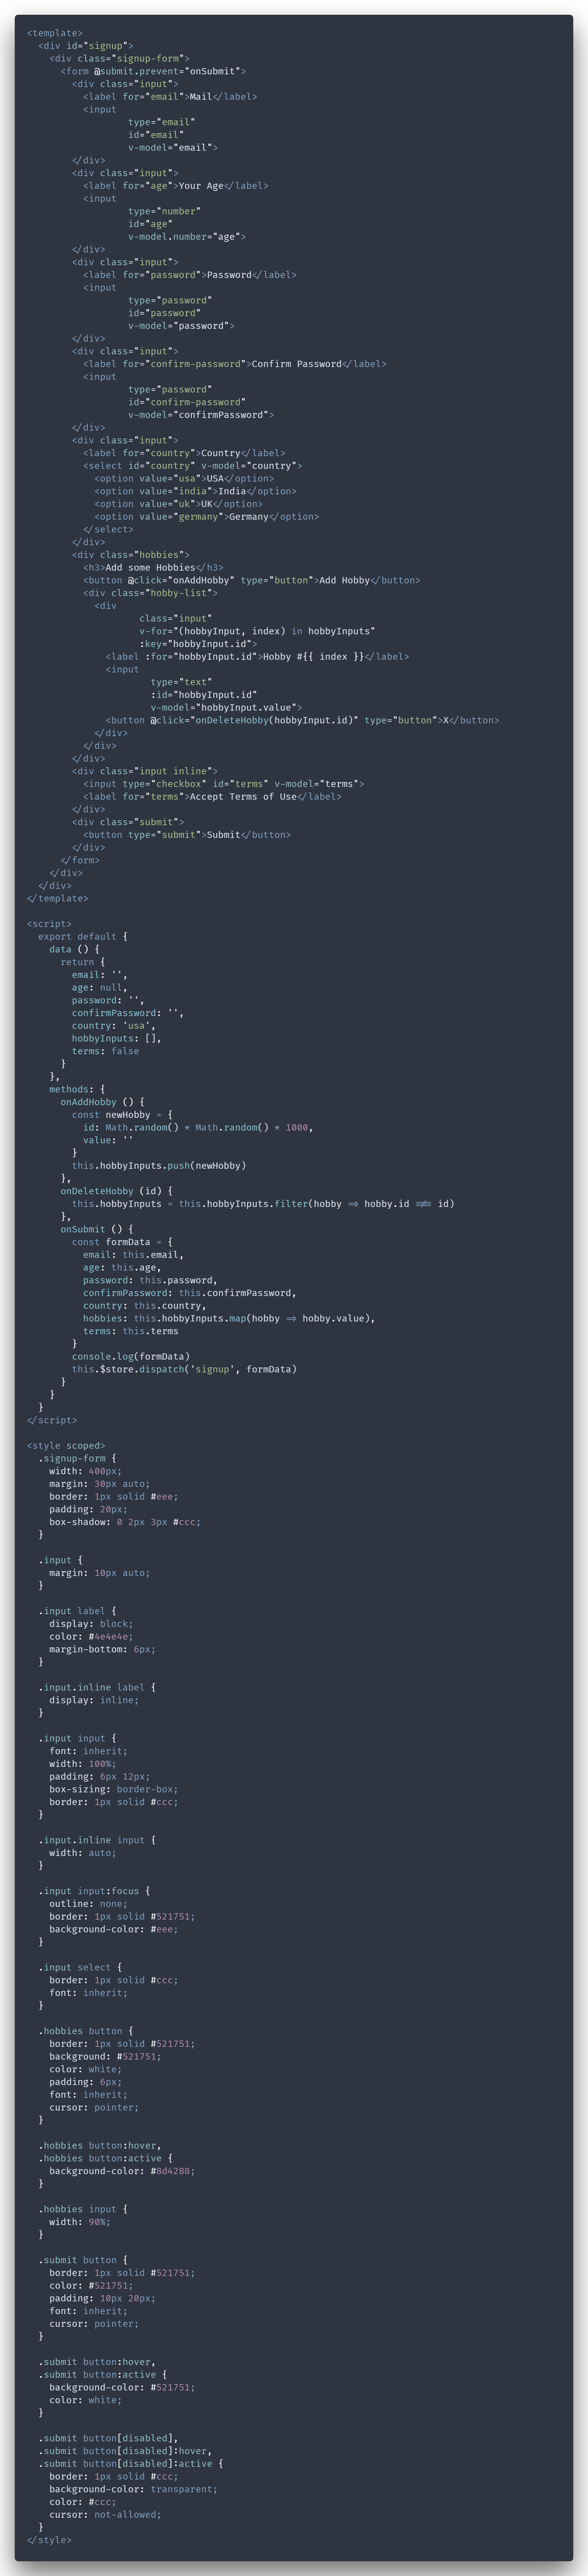 <template>
  <div id="signup">
    <div class="signup-form">
      <form @submit.prevent="onSubmit">
        <div class="input">
          <label for="email">Mail</label>
          <input
                  type="email"
                  id="email"
                  v-model="email">
        </div>
        <div class="input">
          <label for="age">Your Age</label>
          <input
                  type="number"
                  id="age"
                  v-model.number="age">
        </div>
        <div class="input">
          <label for="password">Password</label>
          <input
                  type="password"
                  id="password"
                  v-model="password">
        </div>
        <div class="input">
          <label for="confirm-password">Confirm Password</label>
          <input
                  type="password"
                  id="confirm-password"
                  v-model="confirmPassword">
        </div>
        <div class="input">
          <label for="country">Country</label>
          <select id="country" v-model="country">
            <option value="usa">USA</option>
            <option value="india">India</option>
            <option value="uk">UK</option>
            <option value="germany">Germany</option>
          </select>
        </div>
        <div class="hobbies">
          <h3>Add some Hobbies</h3>
          <button @click="onAddHobby" type="button">Add Hobby</button>
          <div class="hobby-list">
            <div
                    class="input"
                    v-for="(hobbyInput, index) in hobbyInputs"
                    :key="hobbyInput.id">
              <label :for="hobbyInput.id">Hobby #{{ index }}</label>
              <input
                      type="text"
                      :id="hobbyInput.id"
                      v-model="hobbyInput.value">
              <button @click="onDeleteHobby(hobbyInput.id)" type="button">X</button>
            </div>
          </div>
        </div>
        <div class="input inline">
          <input type="checkbox" id="terms" v-model="terms">
          <label for="terms">Accept Terms of Use</label>
        </div>
        <div class="submit">
          <button type="submit">Submit</button>
        </div>
      </form>
    </div>
  </div>
</template>

<script>
  export default {
    data () {
      return {
        email: '',
        age: null,
        password: '',
        confirmPassword: '',
        country: 'usa',
        hobbyInputs: [],
        terms: false
      }
    },
    methods: {
      onAddHobby () {
        const newHobby = {
          id: Math.random() * Math.random() * 1000,
          value: ''
        }
        this.hobbyInputs.push(newHobby)
      },
      onDeleteHobby (id) {
        this.hobbyInputs = this.hobbyInputs.filter(hobby => hobby.id !== id)
      },
      onSubmit () {
        const formData = {
          email: this.email,
          age: this.age,
          password: this.password,
          confirmPassword: this.confirmPassword,
          country: this.country,
          hobbies: this.hobbyInputs.map(hobby => hobby.value),
          terms: this.terms
        }
        console.log(formData)
        this.$store.dispatch('signup', formData)
      }
    }
  }
</script>

<style scoped>
  .signup-form {
    width: 400px;
    margin: 30px auto;
    border: 1px solid #eee;
    padding: 20px;
    box-shadow: 0 2px 3px #ccc;
  }

  .input {
    margin: 10px auto;
  }

  .input label {
    display: block;
    color: #4e4e4e;
    margin-bottom: 6px;
  }

  .input.inline label {
    display: inline;
  }

  .input input {
    font: inherit;
    width: 100%;
    padding: 6px 12px;
    box-sizing: border-box;
    border: 1px solid #ccc;
  }

  .input.inline input {
    width: auto;
  }

  .input input:focus {
    outline: none;
    border: 1px solid #521751;
    background-color: #eee;
  }

  .input select {
    border: 1px solid #ccc;
    font: inherit;
  }

  .hobbies button {
    border: 1px solid #521751;
    background: #521751;
    color: white;
    padding: 6px;
    font: inherit;
    cursor: pointer;
  }

  .hobbies button:hover,
  .hobbies button:active {
    background-color: #8d4288;
  }

  .hobbies input {
    width: 90%;
  }

  .submit button {
    border: 1px solid #521751;
    color: #521751;
    padding: 10px 20px;
    font: inherit;
    cursor: pointer;
  }

  .submit button:hover,
  .submit button:active {
    background-color: #521751;
    color: white;
  }

  .submit button[disabled],
  .submit button[disabled]:hover,
  .submit button[disabled]:active {
    border: 1px solid #ccc;
    background-color: transparent;
    color: #ccc;
    cursor: not-allowed;
  }
</style>